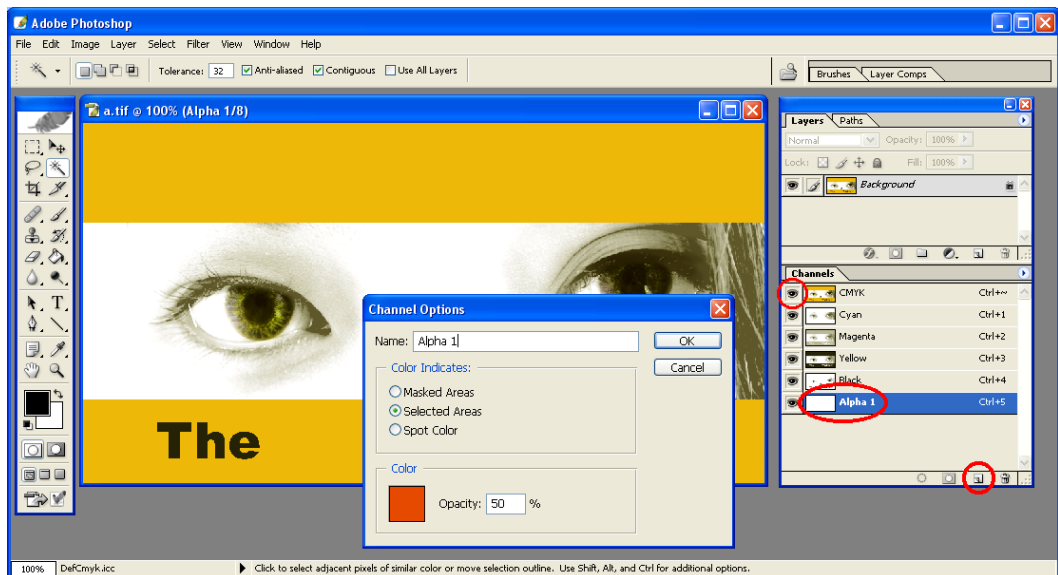 Adobe Photoshop
File Edit Image Layer Select Filter View Window Help
Tolerance: 32 Anti-aliased Contiguous Use All Layers
Brushes Layer Comps
a.tif @ 100% (Alpha 1/8)
The
Channel Options
Name: Alpha 1
OK
Cancel
Color Indicates:
Masked Areas
Selected Areas
Spot Color
Color
Opacity: 50 %
Layers Paths
Normal Opacity: 100%
Lock: Fill: 100%
Background
Channels
CMYK Ctrl+~
Cyan Ctrl+1
Magenta Ctrl+2
Yellow Ctrl+3
Black Ctrl+4
Alpha 1 Ctrl+5
100% DefCmyk.icc Click to select adjacent pixels of similar color or move selection outline. Use Shift, Alt, and Ctrl for additional options.